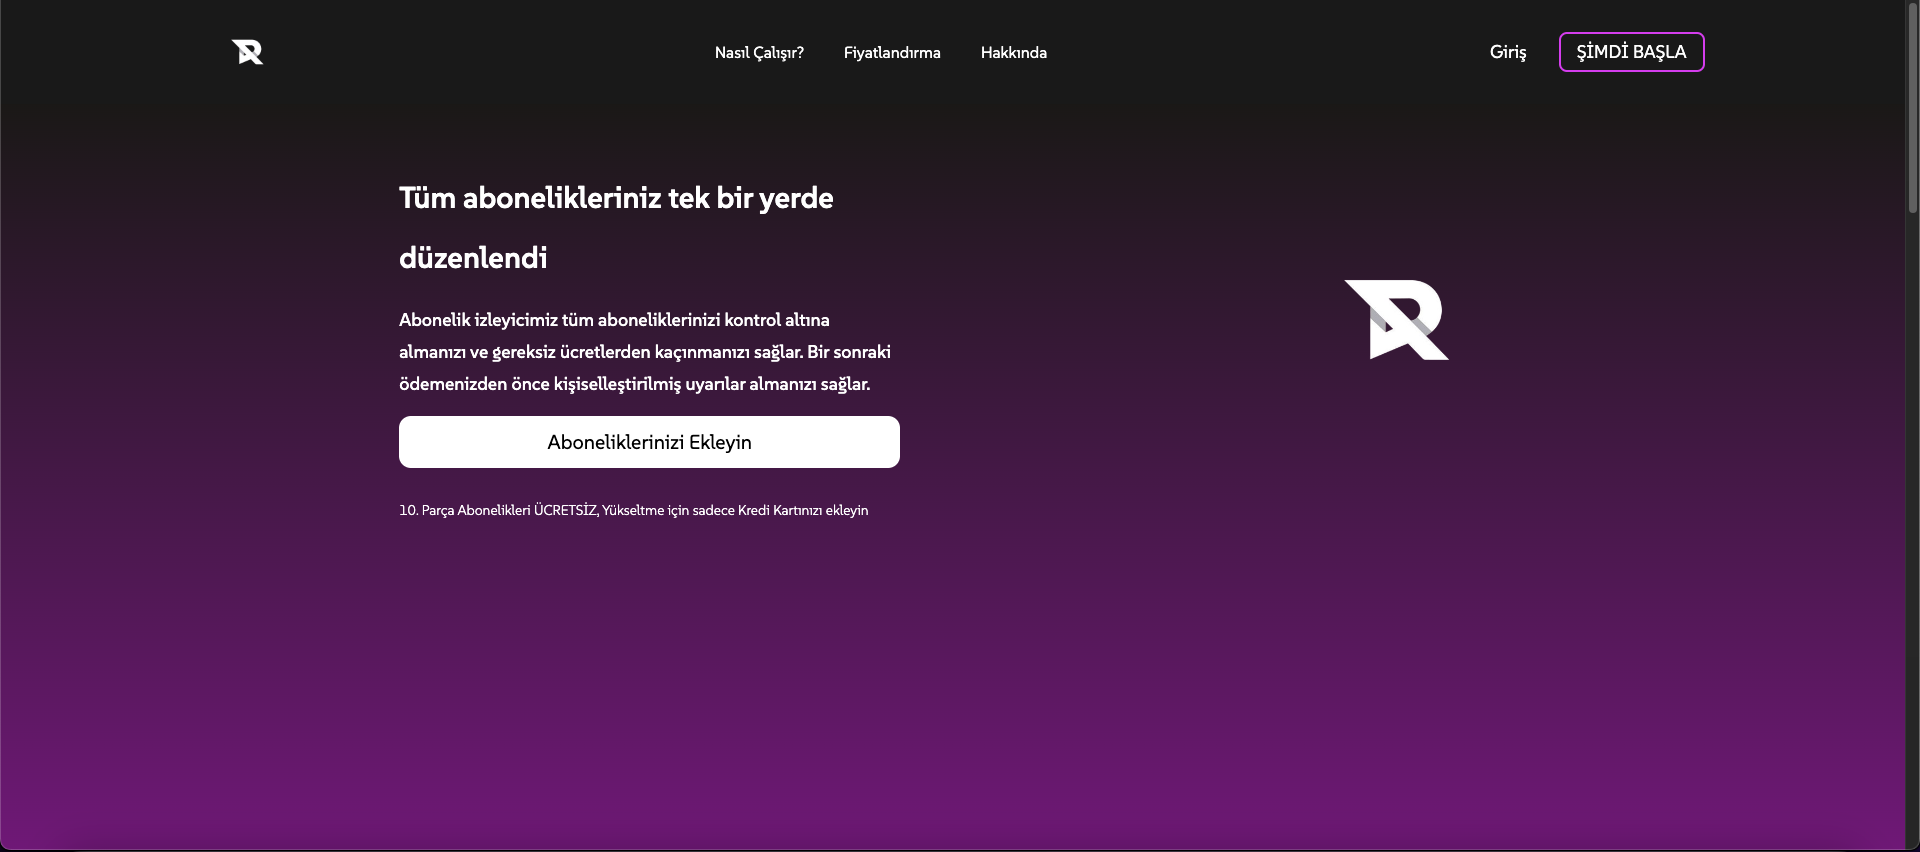 Nasıl Çalışır? Fiyatlandırma Hakkında Giriş ŞİMDİ BAŞLA
Tüm abonelikleriniz tek bir yerde
düzenlendi
Abonelik izleyicimiz tüm aboneliklerinizi kontrol altına
almanızı ve gereksiz ücretlerden kaçınmanızı sağlar. Bir sonraki
ödemenizden önce kişiselleştirilmiş uyarılar almanızı sağlar.
Aboneliklerinizi Ekleyin
10. Parça Abonelikleri ÜCRETSİZ, Yükseltme için sadece Kredi Kartınızı ekleyin